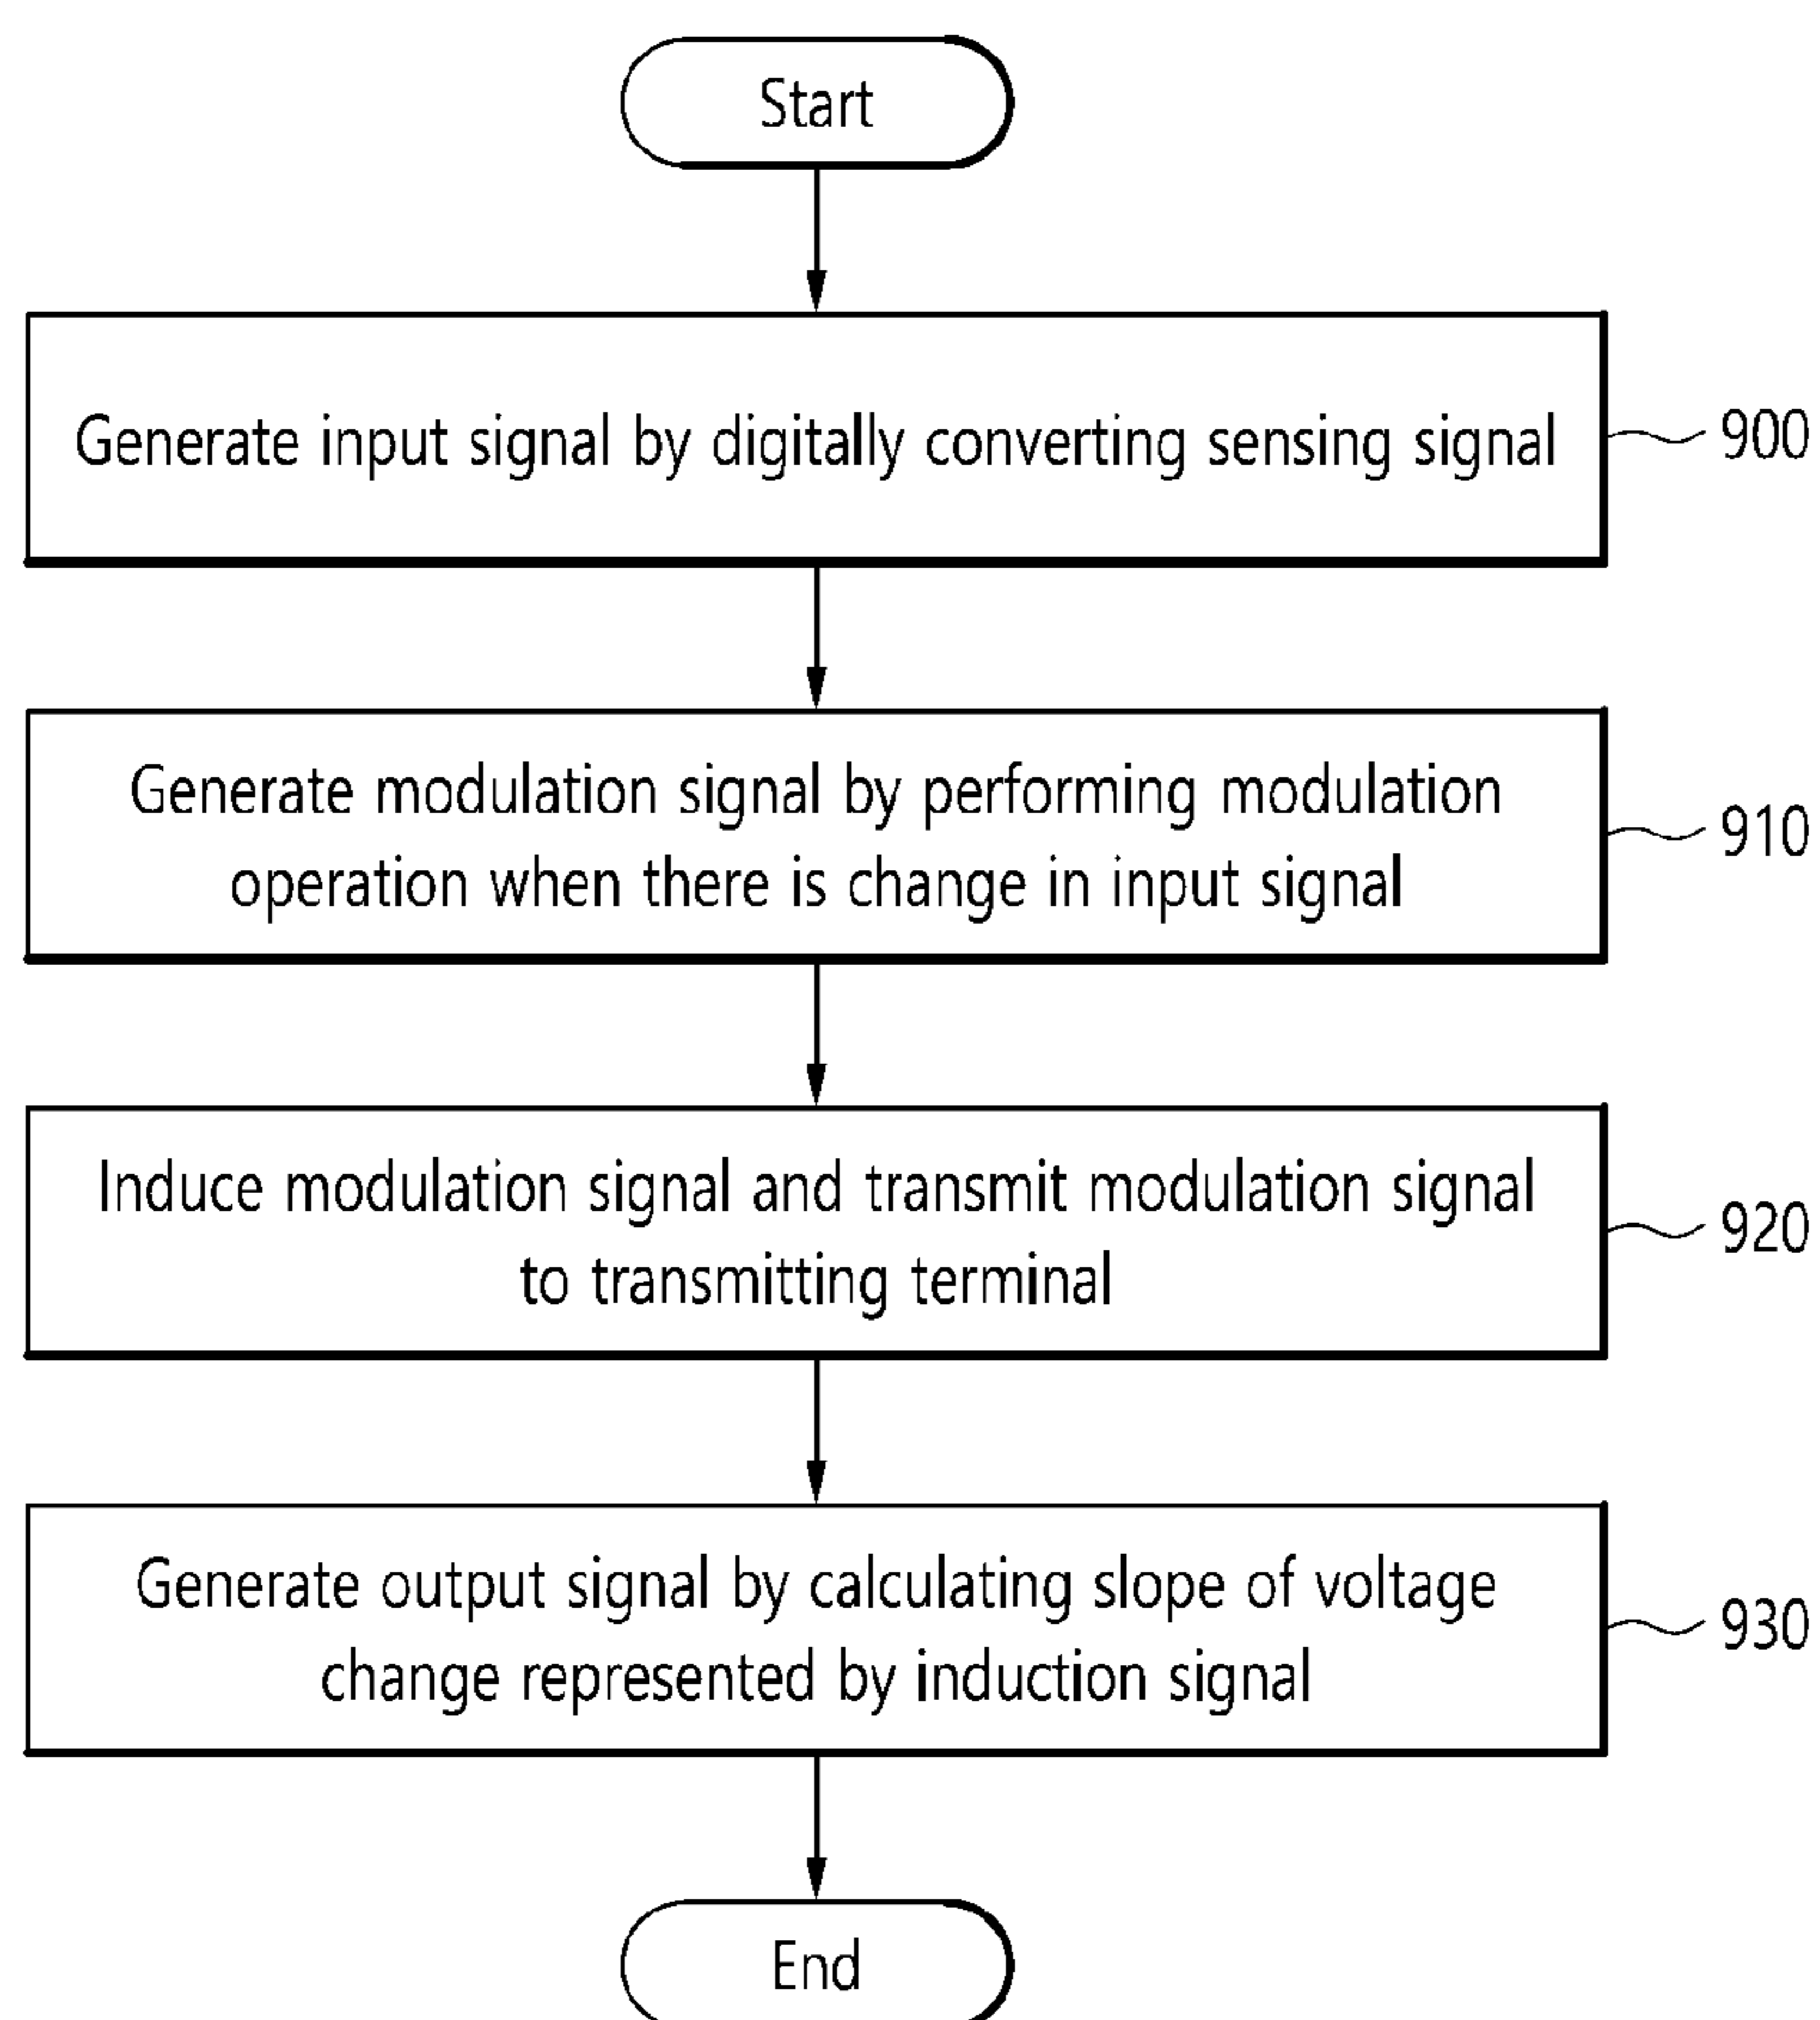 Start
Generate input signal by digitally converting sensing signal
900
Generate modulation signal by performing modulation
operation when there is change in input signal
910
Induce modulation signal and transmit modulation signal
to transmitting terminal
920
Generate output signal by calculating slope of voltage
change represented by induction signal
930
End